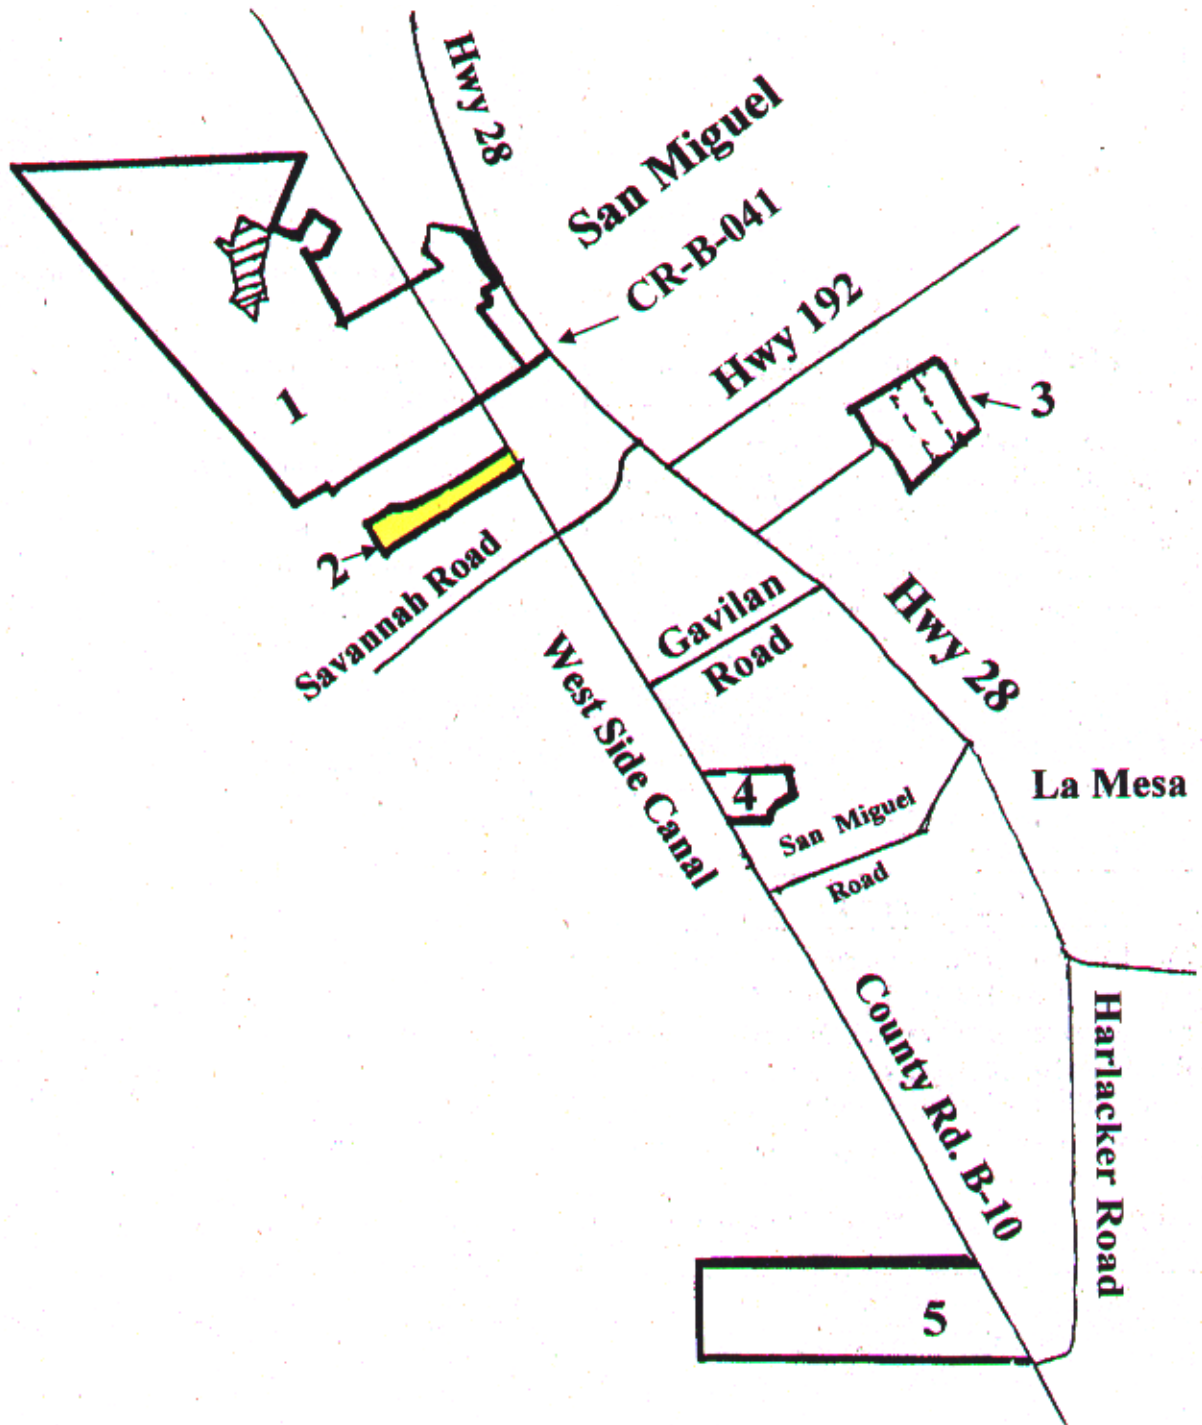 Hwy 28
San Miguel
CR-B-041
Hwy 192
1
3
2
Savannah Road
Gavilan
Road
Hwy 28
West Side Canal
4
San Miguel
Road
La Mesa
County Rd. B-10
Harlacker Road
5